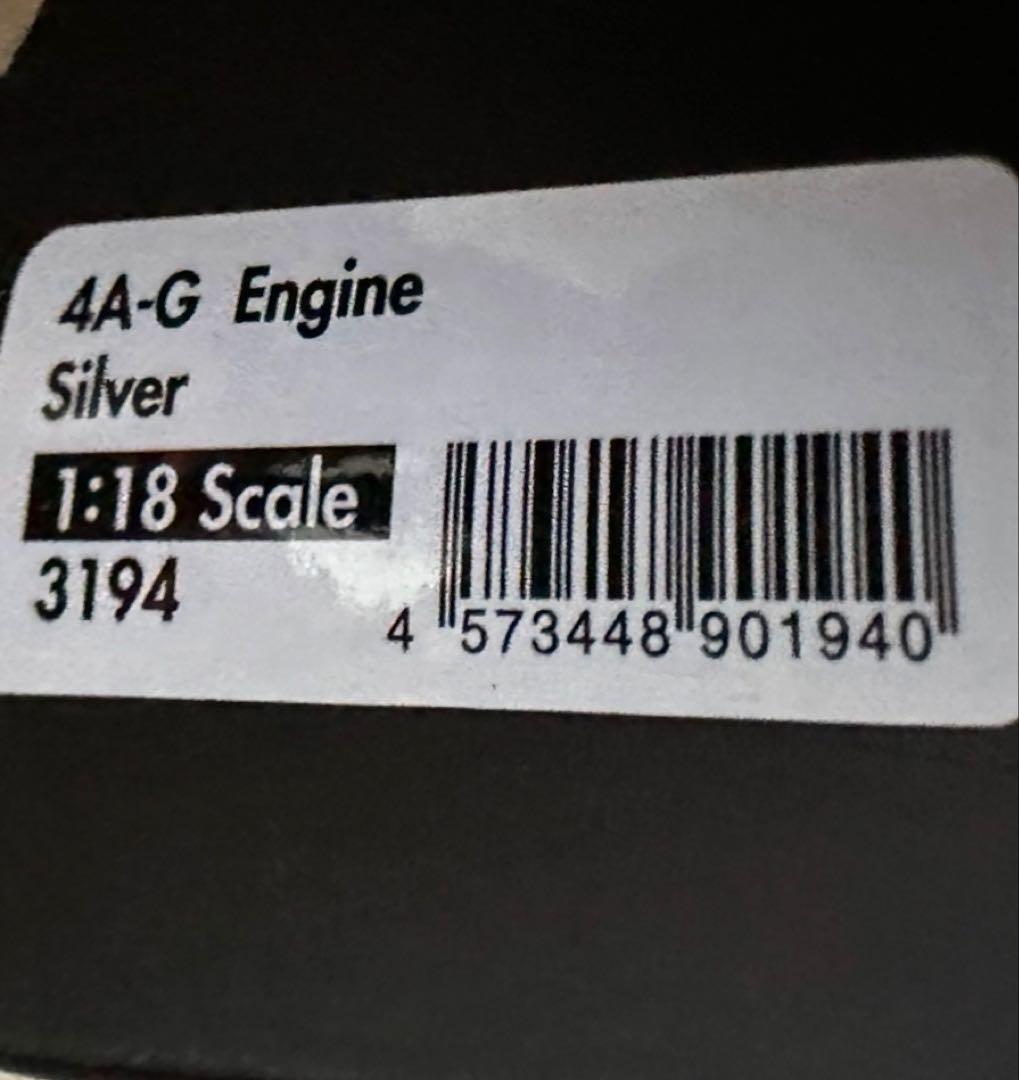 4A-G Engine
Silver
1:18 Scale
3194
4 573448 901940